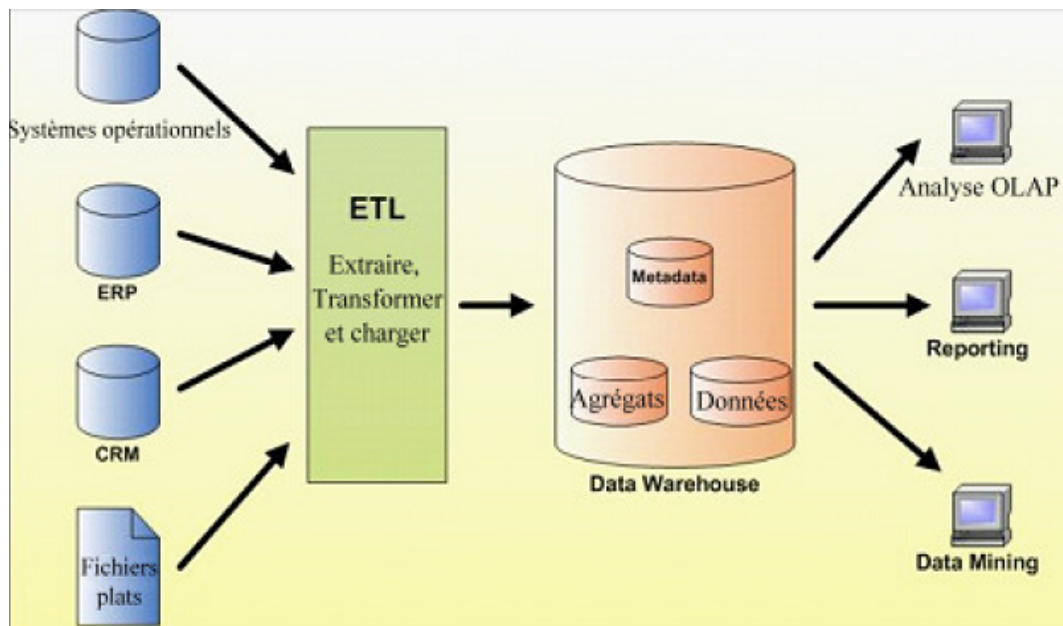 Systèmes opérationnels
ERP
CRM
Fichiers
plats
ETL
Extraire,
Transformer
et charger
Metadata
Agrégats
Données
Data Warehouse
Analyse OLAP
Reporting
Data Mining